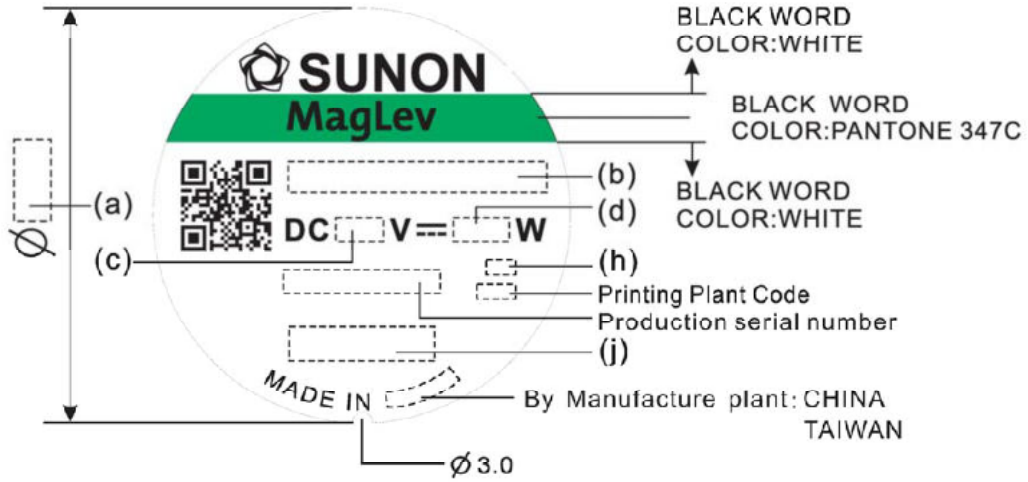 BLACK WORD
COLOR:WHITE
SUNON
MagLev
BLACK WORD
COLOR:PANTONE 347C
(a)
(b)
BLACK WORD
COLOR:WHITE
(d)
DC V W
Ø
(c)
(h)
Printing Plant Code
Production serial number
(j)
MADE IN
By Manufacture plant: CHINA
TAIWAN
Ø3.0